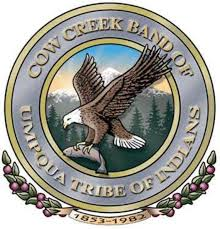 COW CREEK BAND OF
UMPQUA TRIBE OF INDIANS
1853-1982